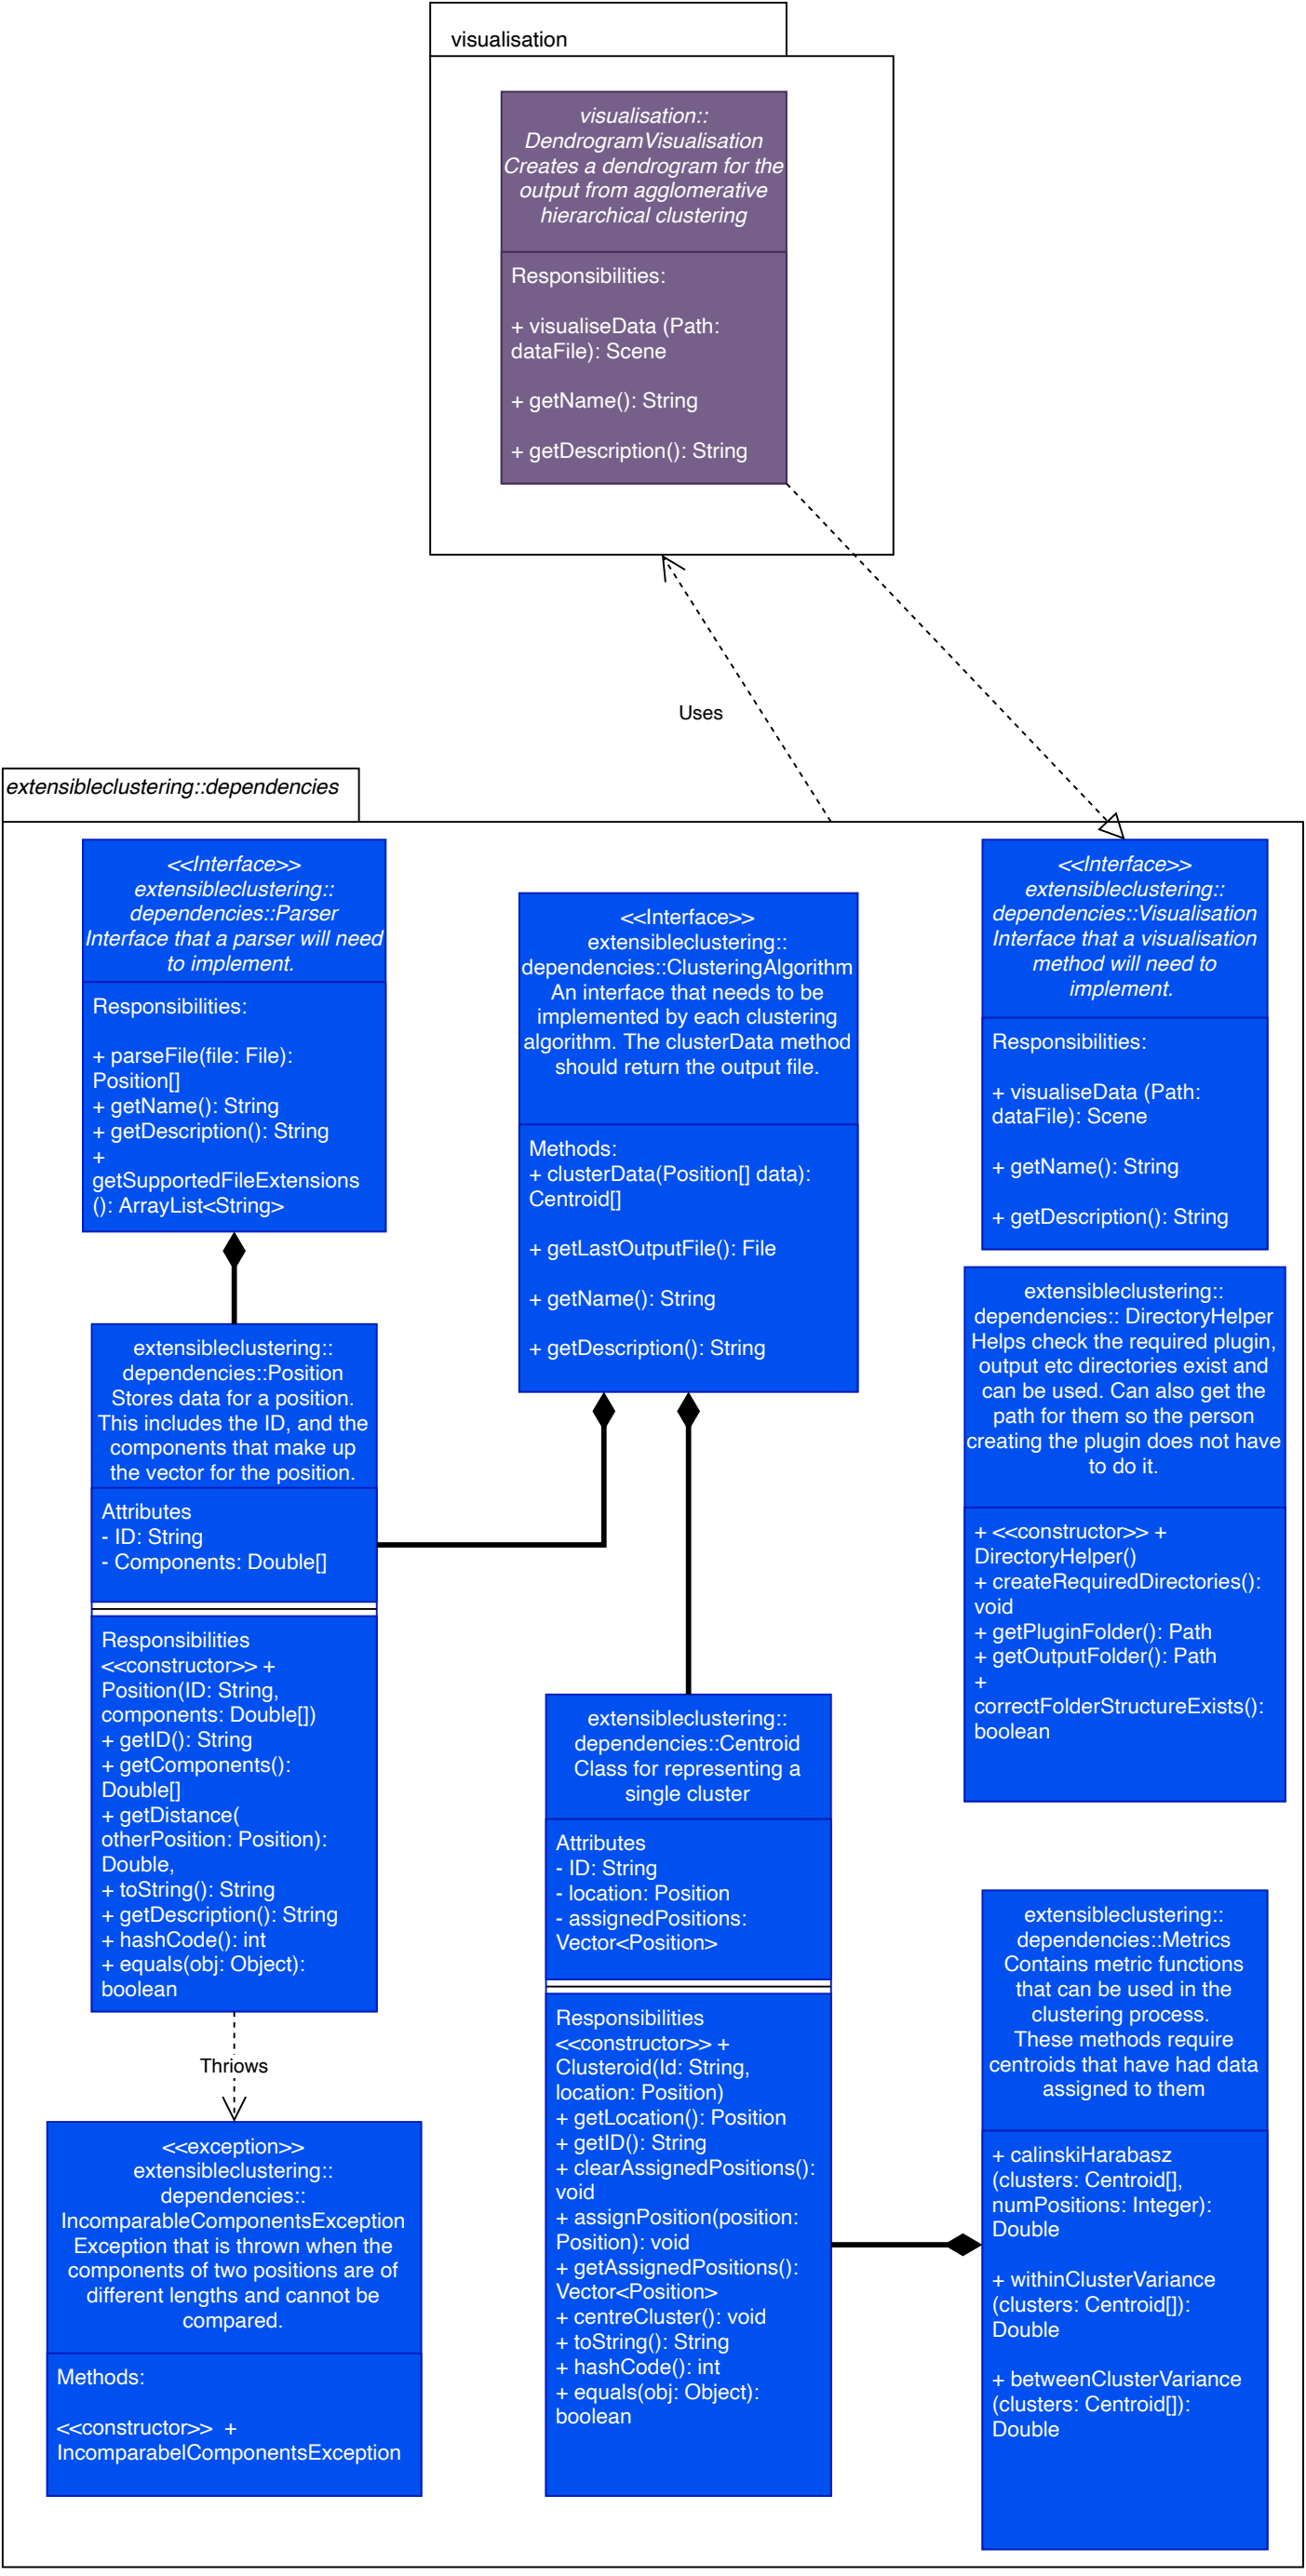 visualisation
visualisation::
DendrogramVisualisation
Creates a dendrogram for the
output from agglomerative
hierarchical clustering
Responsibilities:
+ visualiseData (Path:
dataFile): Scene
+ getName(): String
+ getDescription(): String
Uses
extensibleclustering::dependencies
<<Interface>>
extensibleclustering::
dependencies::Parser
Interface that a parser will need
to implement.
Responsibilities:
+ parseFile(file: File):
Position[]
+ getName(): String
+ getDescription(): String
+
getSupportedFileExtensions
(): ArrayList<String>
<<Interface>>
extensibleclustering::
dependencies::ClusteringAlgorithm
An interface that needs to be
implemented by each clustering
algorithm. The clusterData method
should return the output file.
Methods:
+ clusterData(Position[] data):
Centroid[]
+ getLastOutputFile(): File
+ getName(): String
+ getDescription(): String
<<Interface>>
extensibleclustering::
dependencies::Visualisation
Interface that a visualisation
method will need to
implement.
Responsibilities:
+ visualiseData (Path:
dataFile): Scene
+ getName(): String
+ getDescription(): String
extensibleclustering::
dependencies:: DirectoryHelper
Helps check the required plugin,
output etc directories exist and
can be used. Can also get the
path for them so the person
creating the plugin does not have
to do it.
+ <<constructor>> +
DirectoryHelper()
+ createRequiredDirectories():
void
+ getPluginFolder(): Path
+ getOutputFolder(): Path
+
correctFolderStructureExists():
boolean
extensibleclustering::
dependencies::Position
Stores data for a position.
This includes the ID, and the
components that make up
the vector for the position.
Attributes
- ID: String
- Components: Double[]
Responsibilities
<<constructor>> +
Position(ID: String,
components: Double[])
+ getID(): String
+ getComponents():
Double[]
+ getDistance(
otherPosition: Position):
Double,
+ toString(): String
+ getDescription(): String
+ hashCode(): int
+ equals(obj: Object):
boolean
Throws
<<exception>>
extensibleclustering::
dependencies::
IncomparableComponentsException
Exception that is thrown when the
components of two positions are of
different lengths and cannot be
compared.
Methods:
<<constructor>> +
IncomparabelComponentsException
extensibleclustering::
dependencies::Centroid
Class for representing a
single cluster
Attributes
- ID: String
- location: Position
- assignedPositions:
Vector<Position>
Responsibilities
<<constructor>> +
Clusteroid(Id: String,
location: Position)
+ getLocation(): Position
+ getID(): String
+ clearAssignedPositions():
void
+ assignPosition(position:
Position): void
+ getAssignedPositions():
Vector<Position>
+ centreCluster(): void
+ toString(): String
+ hashCode(): int
+ equals(obj: Object):
boolean
extensibleclustering::
dependencies::Metrics
Contains metric functions
that can be used in the
clustering process.
These methods require
centroids that have had data
assigned to them
+ calinskiHarabasz
(clusters: Centroid[],
numPositions: Integer):
Double
+ withinClusterVariance
(clusters: Centroid[]):
Double
+ betweenClusterVariance
(clusters: Centroid[]):
Double